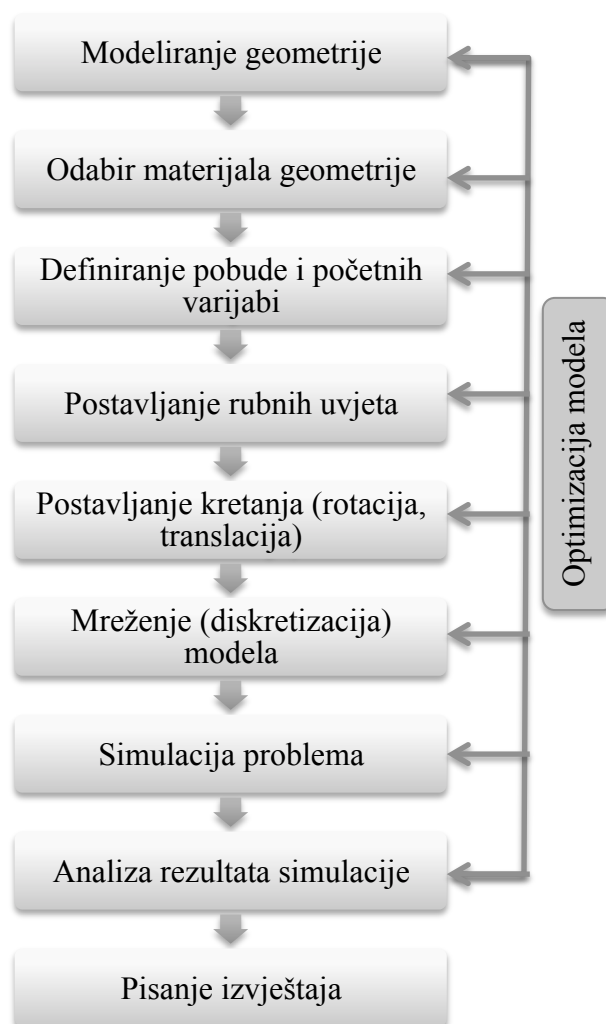 Modeliranje geometrije
Odabir materijala geometrije
Definiranje pobude i početnih
varijabi
Postavljanje rubnih uvjeta
Postavljanje kretanja (rotacija,
translacija)
Mreženje (diskretizacija)
modela
Simulacija problema
Analiza rezultata simulacije
Pisanje izvještaja
Optimizacija modela